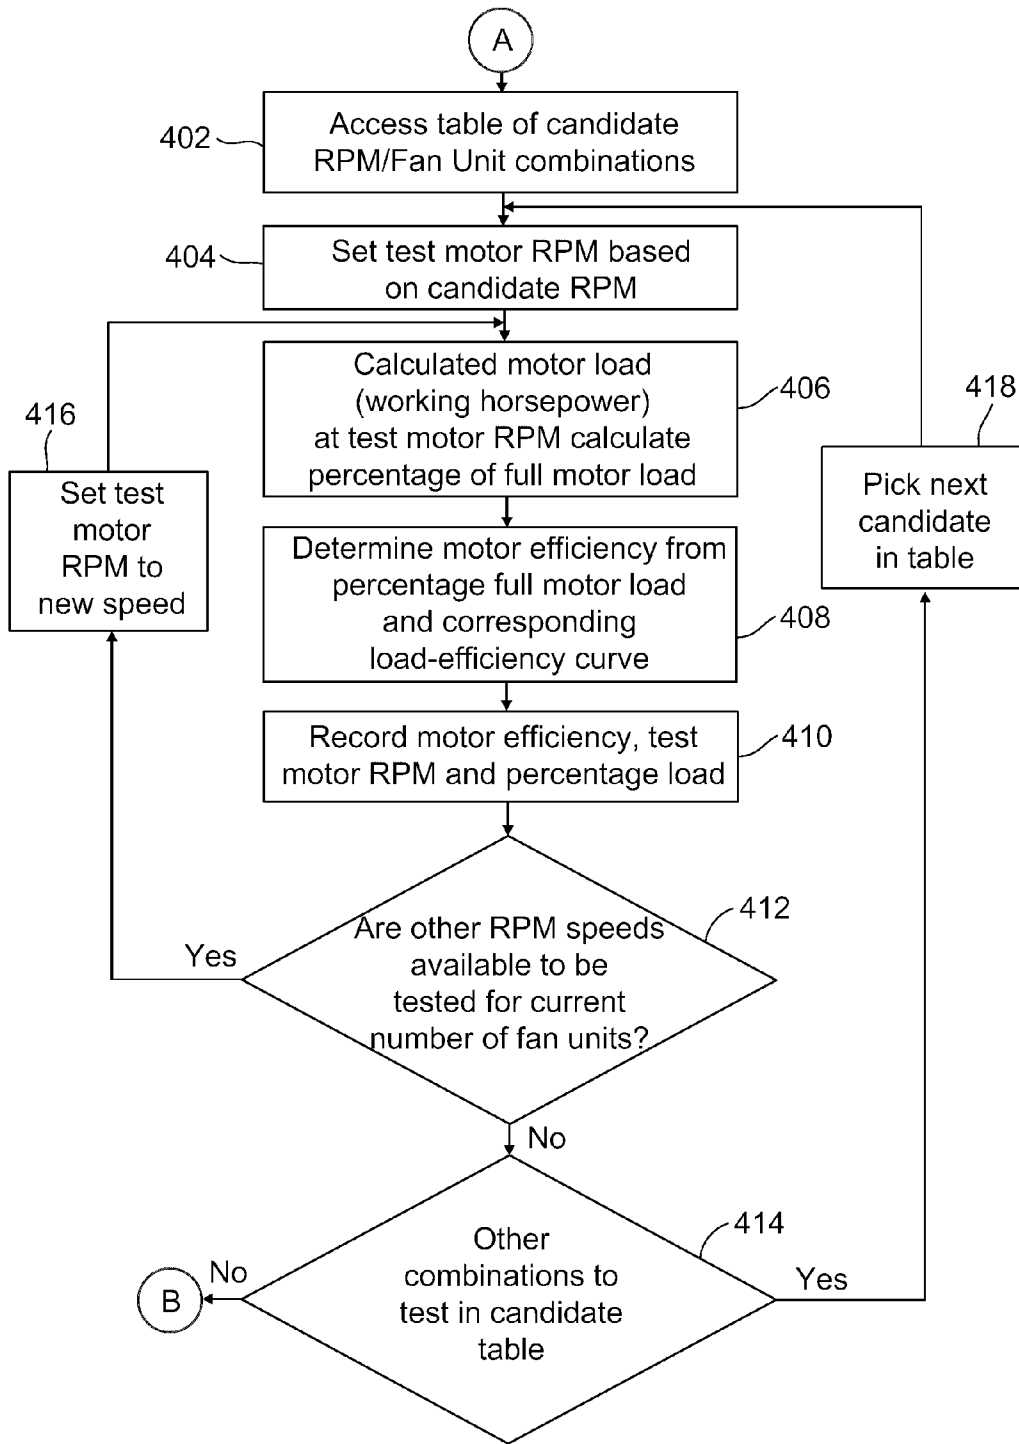 A
402
Access table of candidate
RPM/Fan Unit combinations
404
Set test motor RPM based
on candidate RPM
Calculated motor load
(working horsepower)
at test motor RPM calculate
percentage of full motor load
406
416
Set test
motor
RPM to
new speed
418
Pick next
candidate
in table
Determine motor efficiency from
percentage full motor load
and corresponding
load-efficiency curve
408
Record motor efficiency, test
motor RPM and percentage load
410
412
Are other RPM speeds
available to be
tested for current
number of fan units?
Yes
No
414
Other
combinations to
test in candidate
table
No
Yes
B